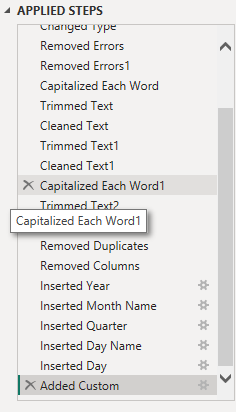 APPLIED STEPS
Changed Type
Removed Errors
Removed Errors1
Capitalized Each Word
Trimmed Text
Cleaned Text
Trimmed Text1
Cleaned Text1
Capitalized Each Word1
Trimmed Text2
Capitalized Each Word1
Removed Duplicates
Removed Columns
Inserted Year
Inserted Month Name
Inserted Quarter
Inserted Day Name
Inserted Day
Added Custom